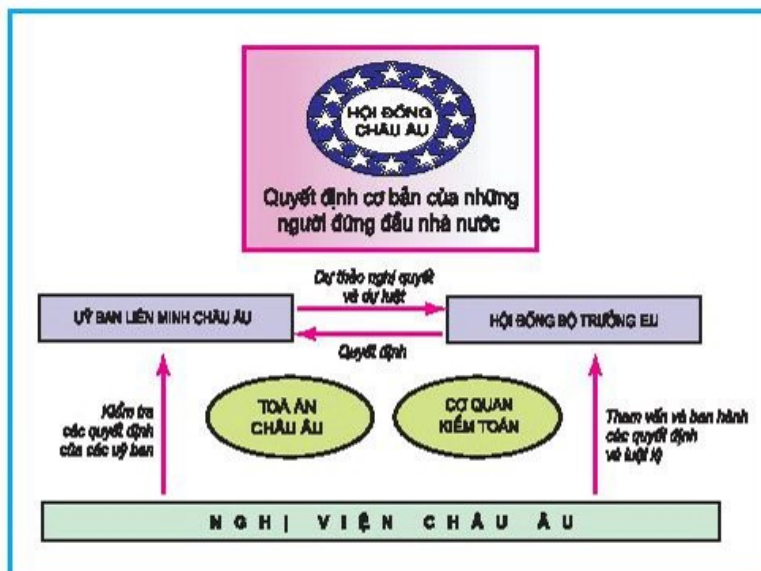 HỘI ĐỒNG
CHÂU ÂU
Quyết định cơ bản của những
người đứng đầu nhà nước
Dự thảo nghị quyết
và dự luật
UỶ BAN LIÊN MINH CHÂU ÂU
HỘI ĐỒNG BỘ TRƯỞNG EU
Quyết định
Kiểm tra
các quyết định
của các uỷ ban
TOÀ ÁN
CHÂU ÂU
CƠ QUAN
KIỂM TOÁN
Tham vấn và ban hành
các quyết định
và luật lệ
NGHỊ VIỆN CHÂU ÂU